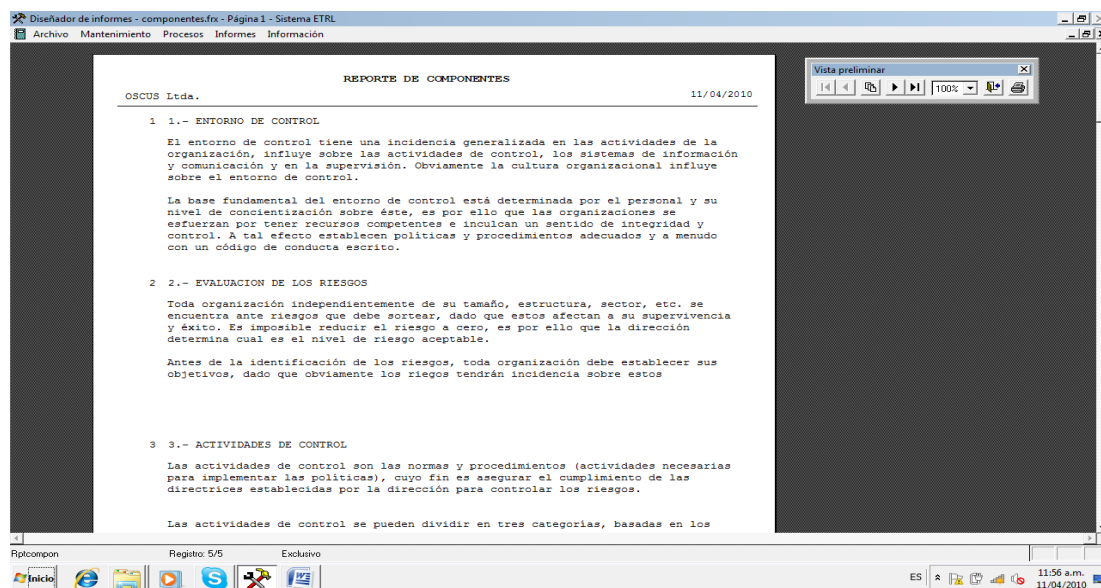 Diseñador de informes - componentes.frx - Página 1 - Sistema ETRL
Archivo Mantenimiento Procesos Informes Información
Vista preliminar
100%
REPORTE DE COMPONENTES
OSCUS Ltda. 11/04/2010
1 1.- ENTORNO DE CONTROL
El entorno de control tiene una incidencia generalizada en las actividades de la
organización, influye sobre las actividades de control, los sistemas de información
y comunicación y en la supervisión. Obviamente la cultura organizacional influye
sobre el entorno de control.
La base fundamental del entorno de control está determinada por el personal y su
nivel de concientización sobre éste, es por ello que las organizaciones se
esfuerzan por tener recursos competentes e inculcan un sentido de integridad y
control. A tal efecto establecen políticas y procedimientos adecuados y a menudo
con un código de conducta escrito.
2 2.- EVALUACION DE LOS RIESGOS
Toda organización independientemente de su tamaño, estructura, sector, etc. se
encuentra ante riesgos que debe sortear, dado que estos afectan a su supervivencia
y éxito. Es imposible reducir el riesgo a cero, es por ello que la dirección
determina cual es el nivel de riesgo aceptable.
Antes de la identificación de los riesgos, toda organización debe establecer sus
objetivos, dado que obviamente los riegos tendrán incidencia sobre estos
3 3.- ACTIVIDADES DE CONTROL
Las actividades de control son las normas y procedimientos (actividades necesarias
para implementar las políticas), cuyo fin es asegurar el cumplimiento de las
directrices establecidas por la dirección para controlar los riesgos.
Las actividades de control se pueden dividir en tres categorías, basadas en los
Rptcompon Registro: 5/5 Exclusivo
Inicio ES 11:56 a.m.
11/04/2010